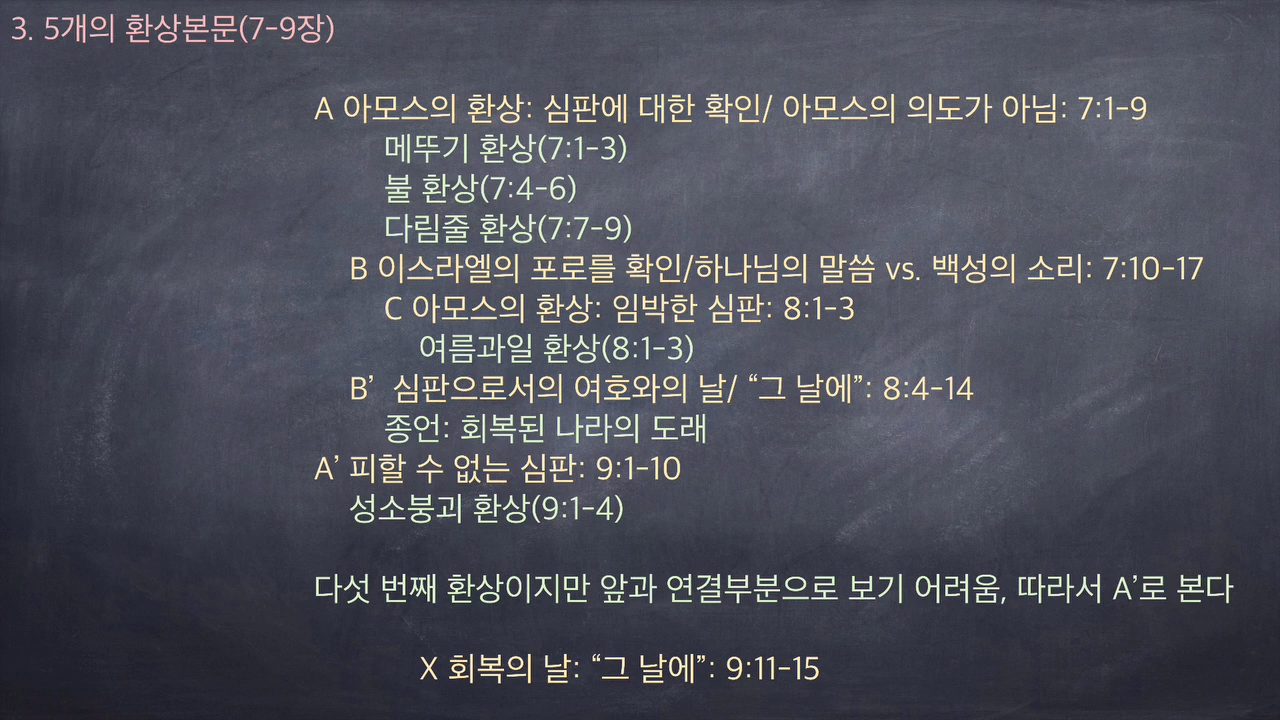 3. 5개의 환상본문(7-9장)
A 아모스의 환상: 심판에 대한 확인/ 아모스의 의도가 아님: 7:1-9
메뚜기 환상(7:1-3)
불 환상(7:4-6)
다림줄 환상(7:7-9)
B 이스라엘의 포로를 확인/하나님의 말씀 vs. 백성의 소리: 7:10-17
C 아모스의 환상: 임박한 심판: 8:1-3
여름과일 환상(8:1-3)
B’ 심판으로서의 여호와의 날/ “그 날에”: 8:4-14
종언: 회복된 나라의 도래
A’ 피할 수 없는 심판: 9:1-10
성소붕괴 환상(9:1-4)
다섯 번째 환상이지만 앞과 연결부분으로 보기 어려움, 따라서 A’로 본다
X 회복의 날: “그 날에”: 9:11-15